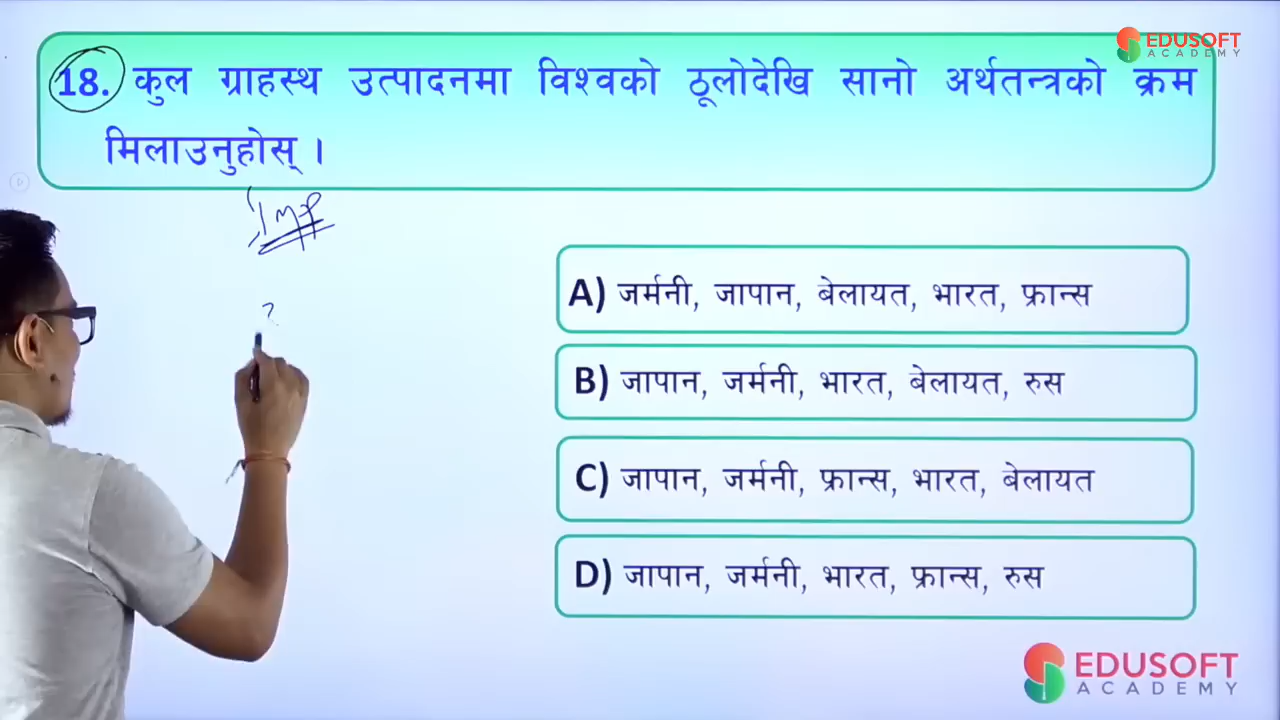 EDUSOFT
ACADEMY
18. कुल ग्राहस्थ उत्पादनमा विश्वको ठूलोदेखि सानो अर्थतन्त्रको क्रम
मिलाउनुहोस् ।
Imp
?
A) जर्मनी, जापान, बेलायत, भारत, फ्रान्स
B) जापान, जर्मनी, भारत, बेलायत, रुस
C) जापान, जर्मनी, फ्रान्स, भारत, बेलायत
D) जापान, जर्मनी, भारत, फ्रान्स, रुस
EDUSOFT
ACADEMY